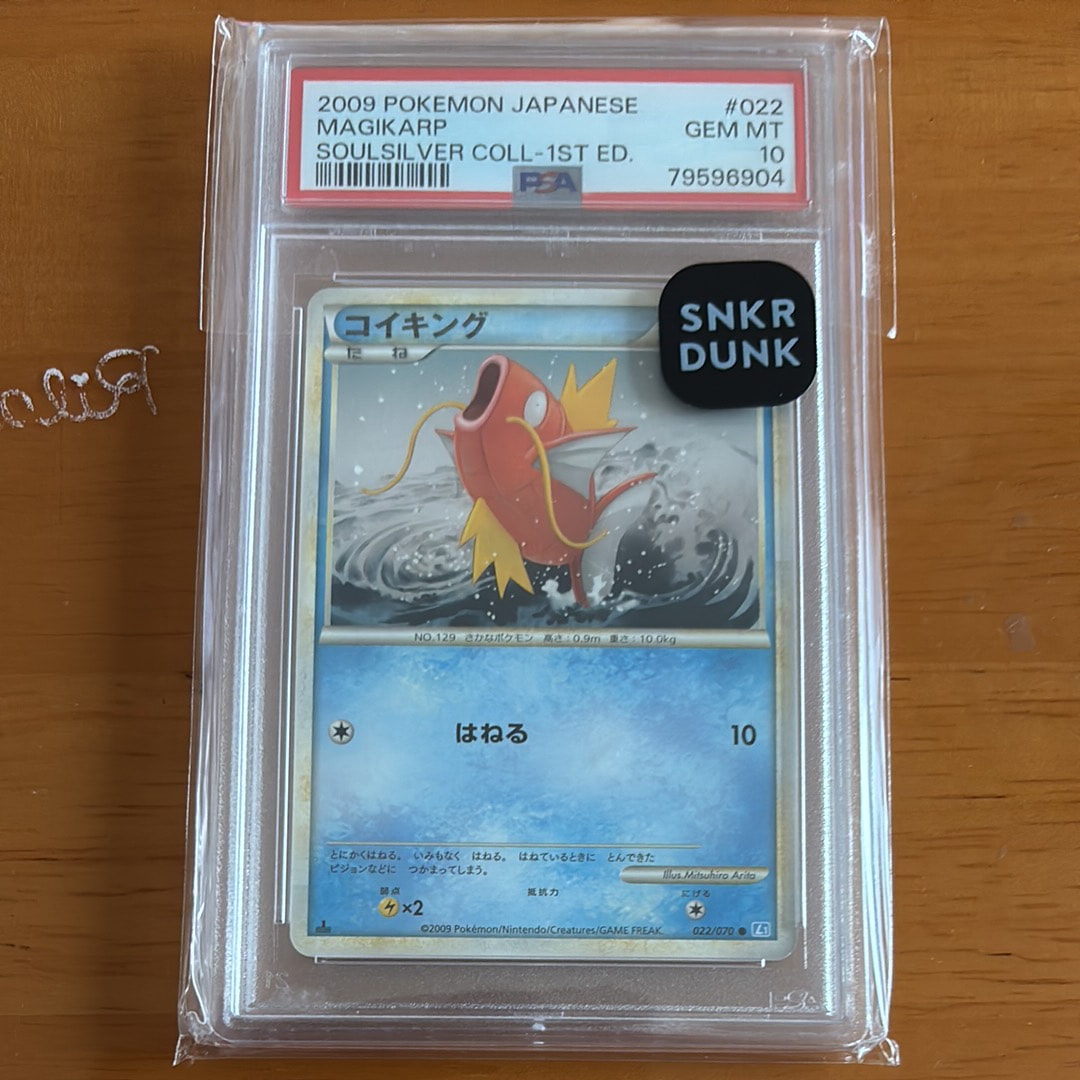 2009 POKEMON JAPANESE #022
MAGIKARP GEM MT
SOULSILVER COLL-1ST ED. 10
PSA 79596904
SNKR
DUNK
コイキング
たね
NO.129 さかなポケモン 高さ:0.9m 重さ:10.0kg
はねる 10
とにかくはねる。 いみもなく はねる。 はねているときに とんできた
ピジョンなどに つかまってしまう。
Illus. Mitsuhiro Arita
弱点 抵抗力 にげる
×2
©2009 Pokémon/Nintendo/Creatures/GAME FREAK. 022/070 ● L1